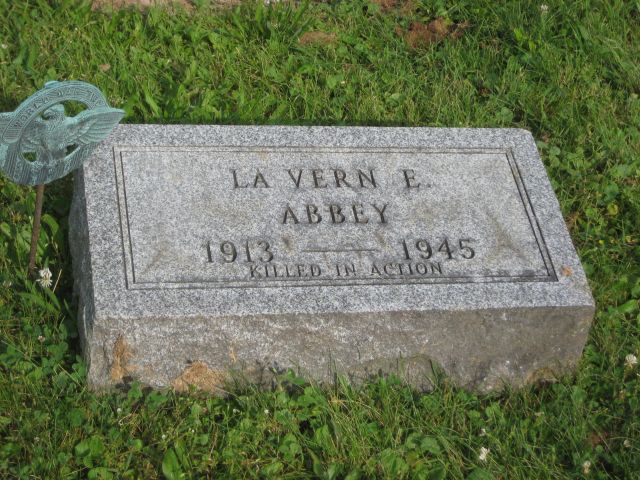 LA VERN E.
ABBEY
1913 — 1945
KILLED IN ACTION